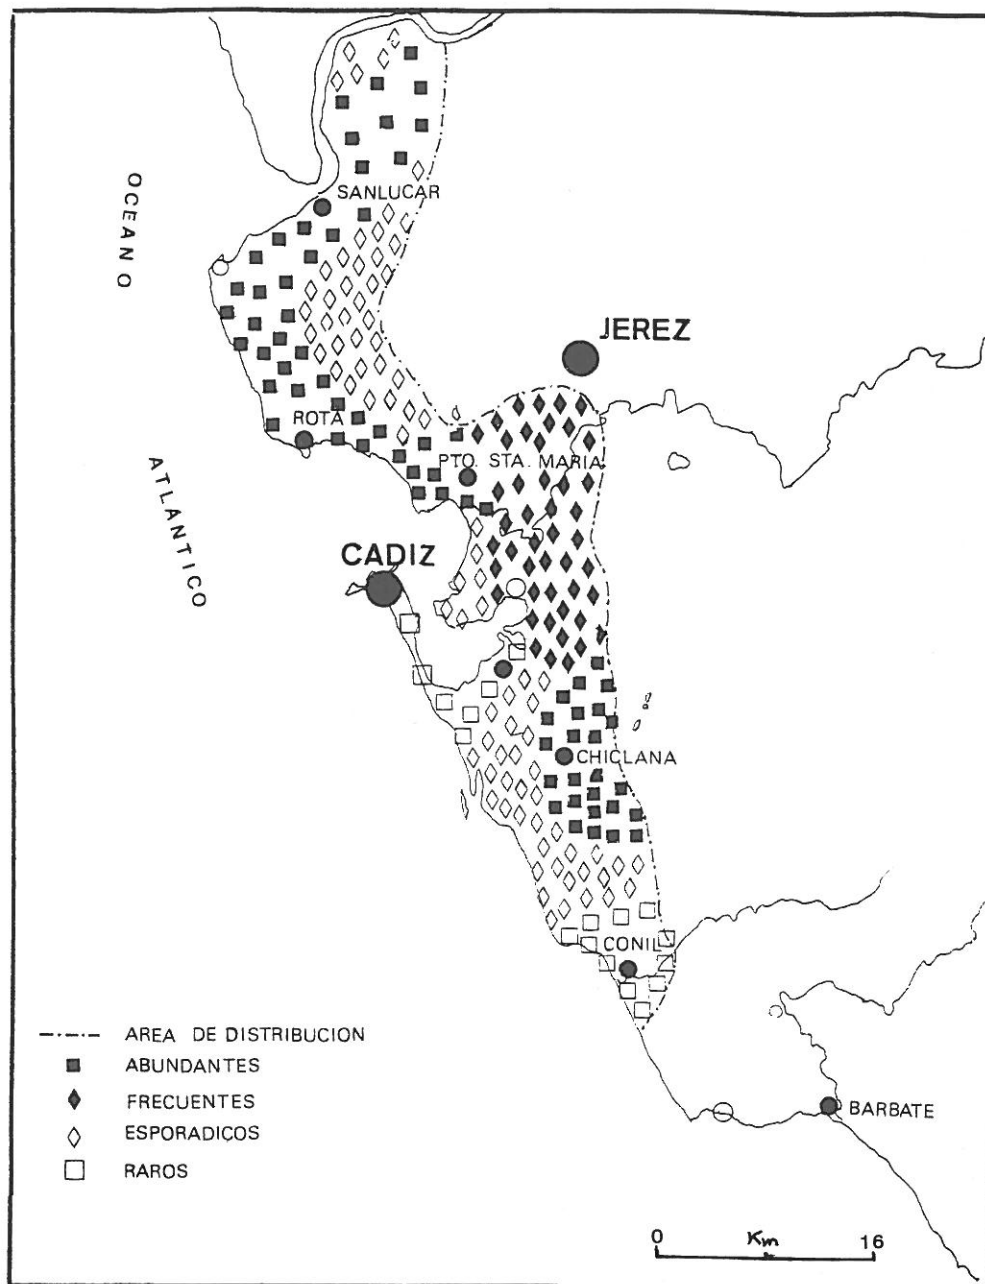 SANLUCAR
OCEANO
JEREZ
ROTA
PTO. STA. MARIA
ATLANTICO
CADIZ
CHICLANA
CONIL
AREA DE DISTRIBUCION
ABUNDANTES
FRECUENTES
ESPORADICOS
RAROS
BARBATE
0 Km 16